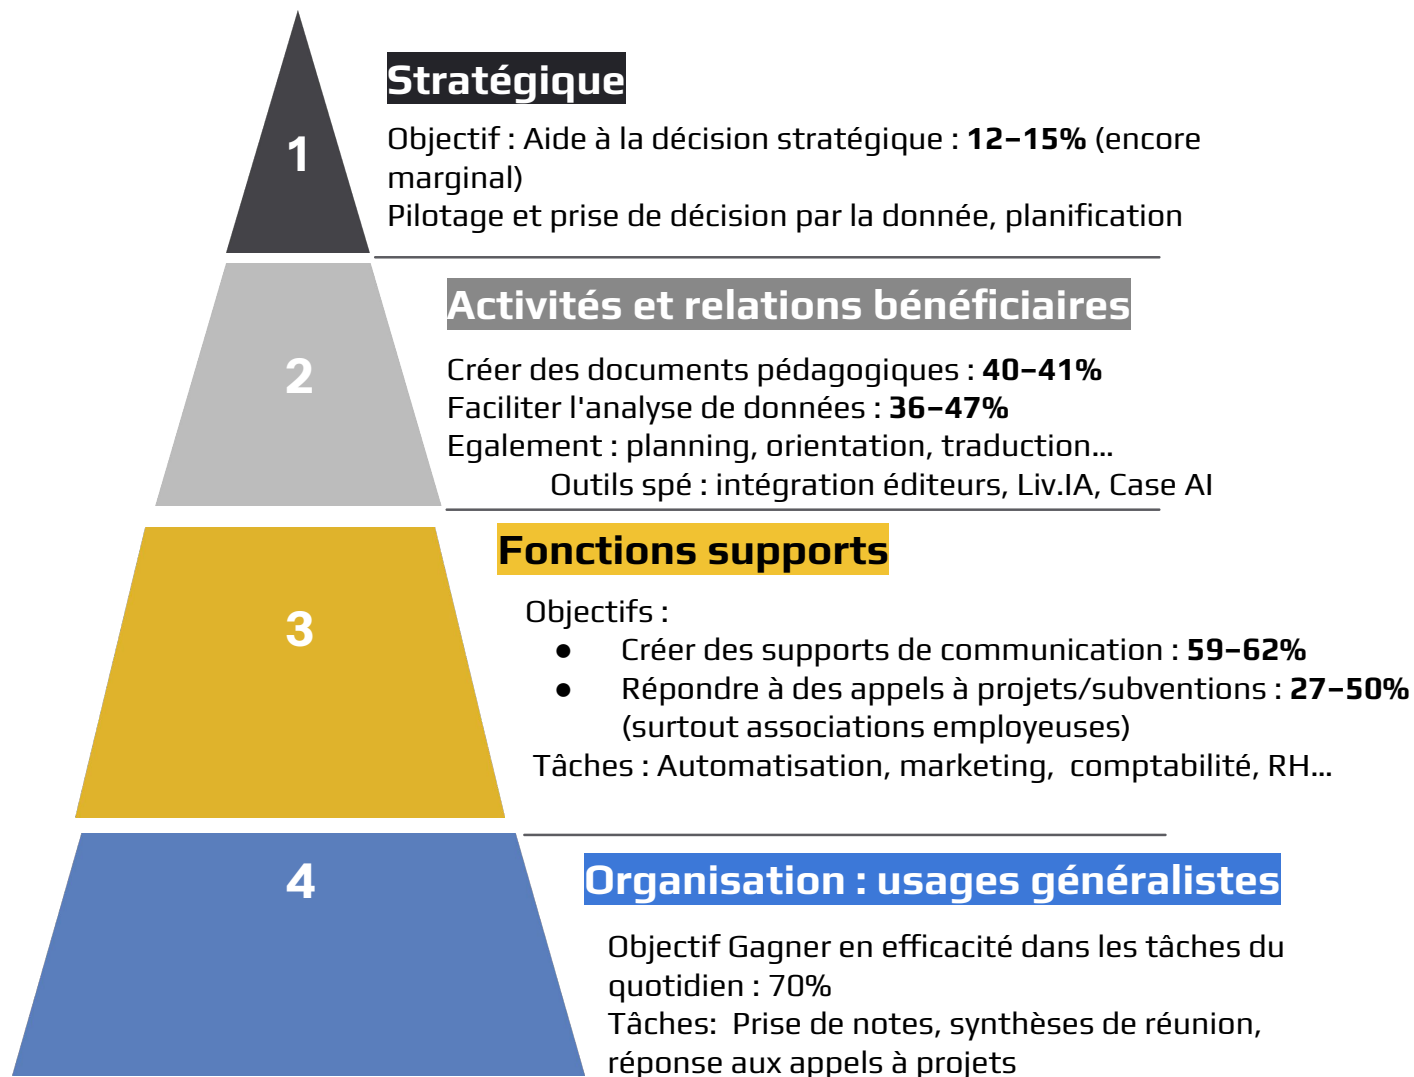 1
Stratégique
Objectif : Aide à la décision stratégique : 12–15% (encore
marginal)
Pilotage et prise de décision par la donnée, planification
2
Activités et relations bénéficiaires
Créer des documents pédagogiques : 40–41%
Faciliter l'analyse de données : 36–47%
Egalement : planning, orientation, traduction…
Outils spé : intégration éditeurs, Liv.IA, Case AI
3
Fonctions supports
Objectifs :
● Créer des supports de communication : 59–62%
● Répondre à des appels à projets/subventions : 27–50%
(surtout associations employeuses)
Tâches : Automatisation, marketing, comptabilité, RH…
4
Organisation : usages généralistes
Objectif Gagner en efficacité dans les tâches du
quotidien : 70%
Tâches: Prise de notes, synthèses de réunion,
réponse aux appels à projets